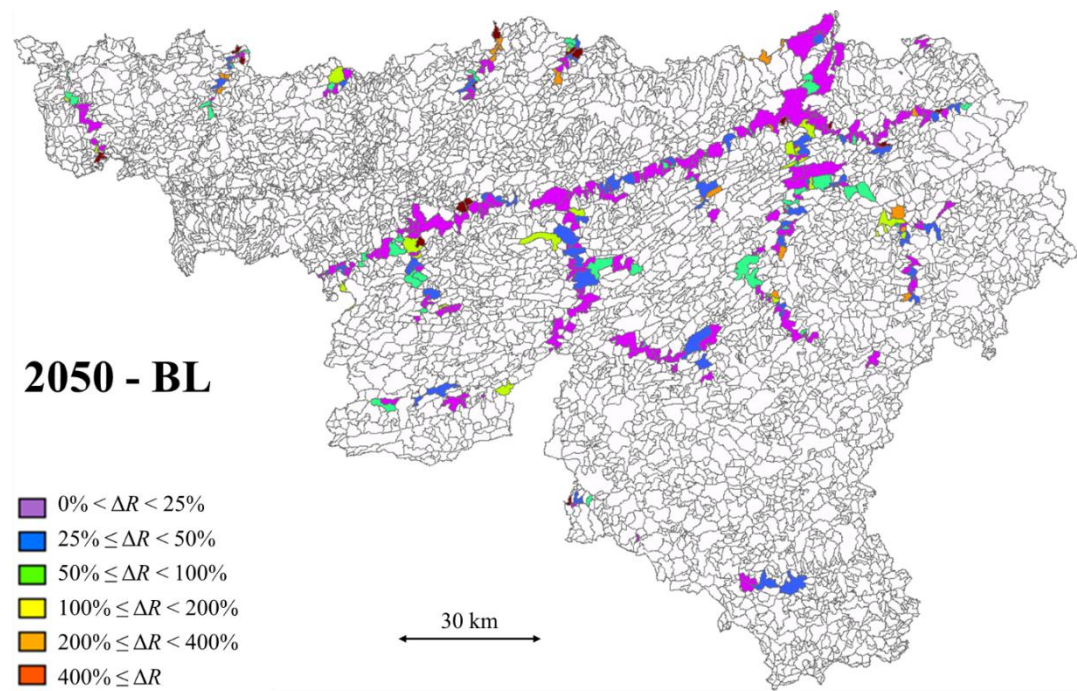 2050 - BL
0% < ΔR < 25%
25% ≤ ΔR < 50%
50% ≤ ΔR < 100%
100% ≤ ΔR < 200%
200% ≤ ΔR < 400%
400% ≤ ΔR
30 km